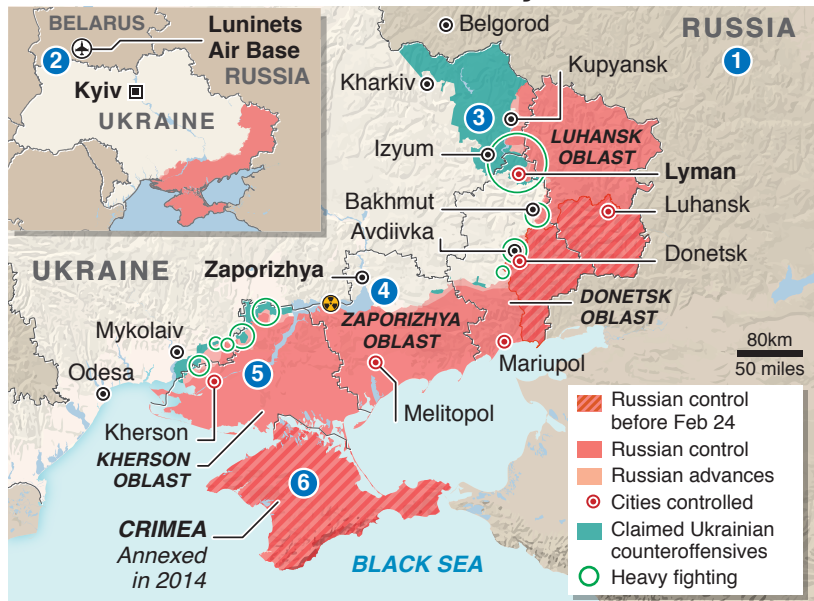 BELARUS
Luninets
Air Base
2
RUSSIA
Kyiv
UKRAINE
Belgorod
RUSSIA
1
Kharkiv
Kupyansk
3
Izyum
LUHANSK
OBLAST
Lyman
Bakhmut
Luhansk
Avdiivka
Donetsk
UKRAINE
Zaporizhya
4
DONETSK
OBLAST
ZAPORIZHYA
OBLAST
Mykolaiv
80km
50 miles
Mariupol
5
Odesa
Melitopol
Kherson
KHERSON
OBLAST
6
CRIMEA
Annexed
in 2014
BLACK SEA
Russian control
before Feb 24
Russian control
Russian advances
Cities controlled
Claimed Ukrainian
counteroffensives
Heavy fighting